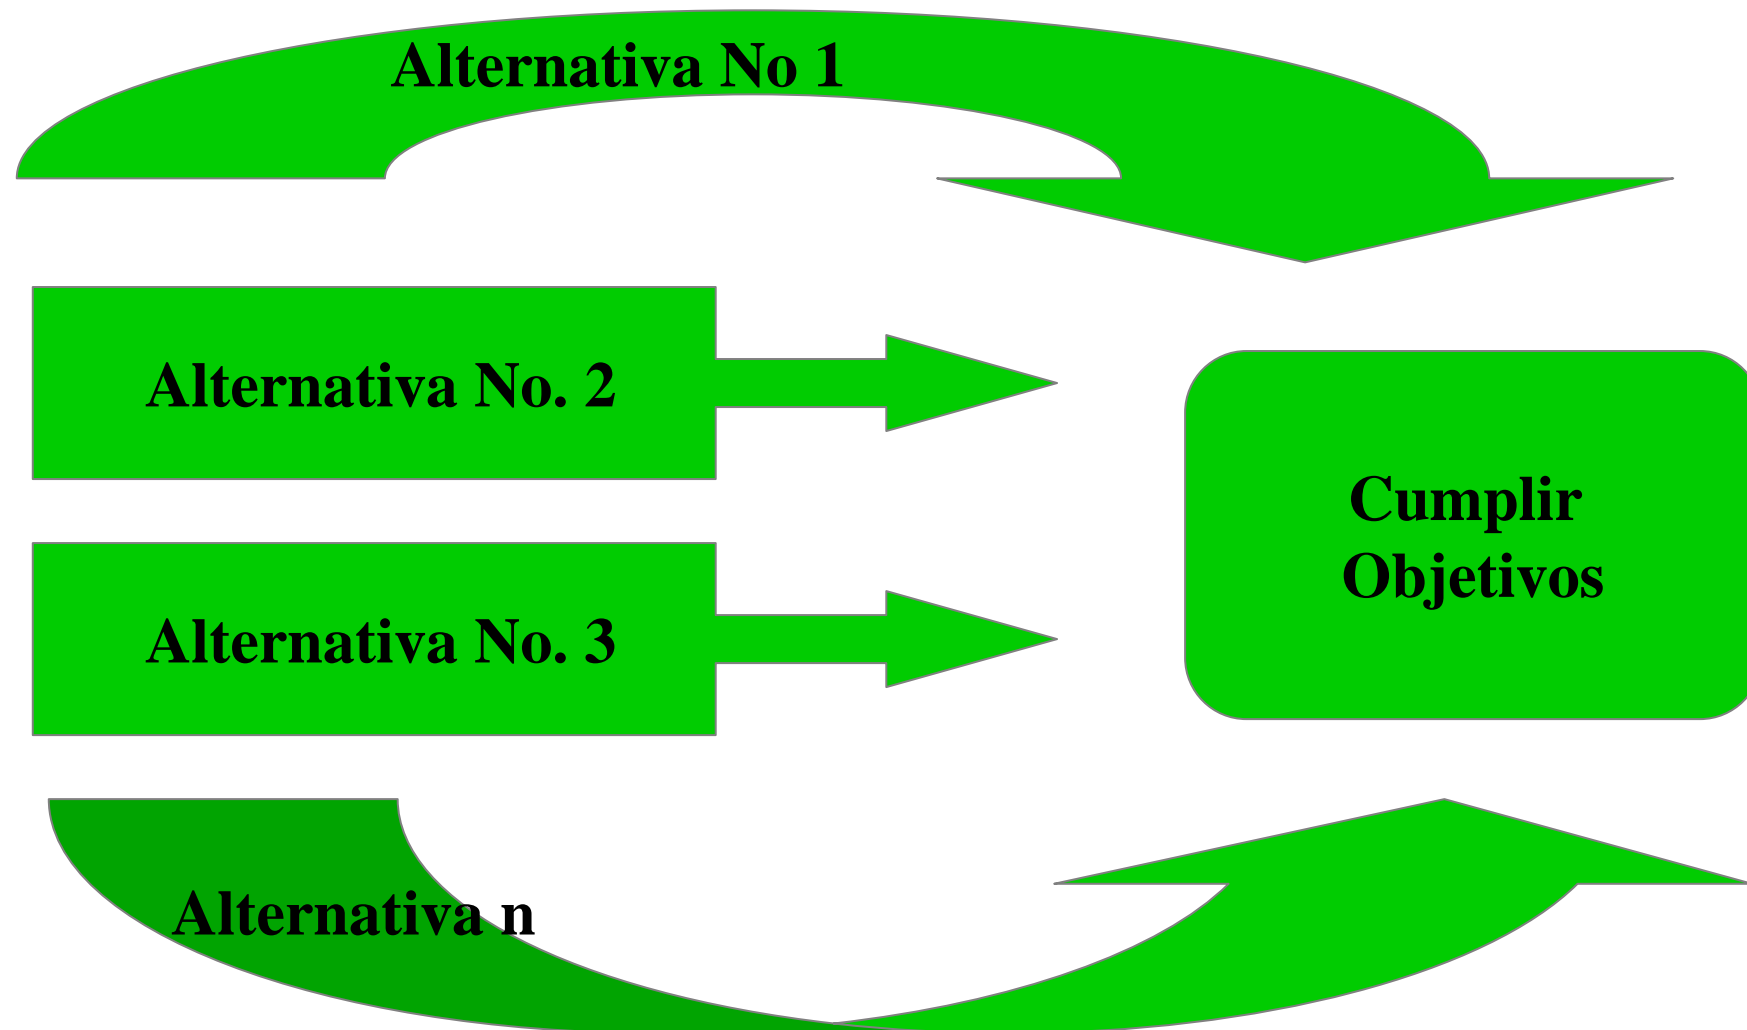 Alternativa No 1
Alternativa No. 2
Cumplir
Objetivos
Alternativa No. 3
Alternativa n